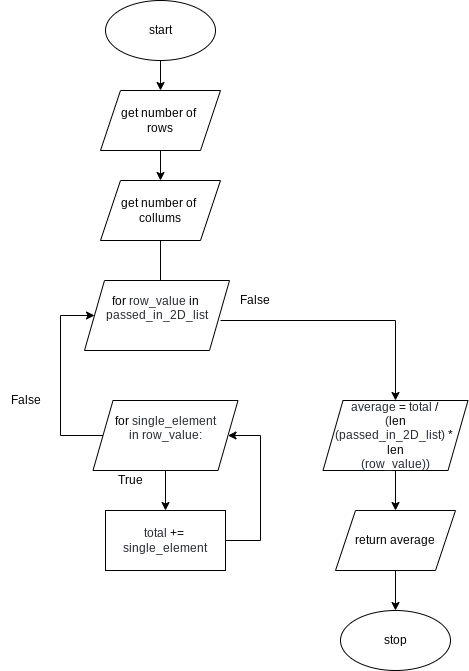 start
get number of
rows
get number of
collums
for row_value in
passed_in_2D_list
False
False
for single_element
in row_value:
True
total +=
single_element
average = total /
(len
(passed_in_2D_list) *
len
(row_value))
return average
stop